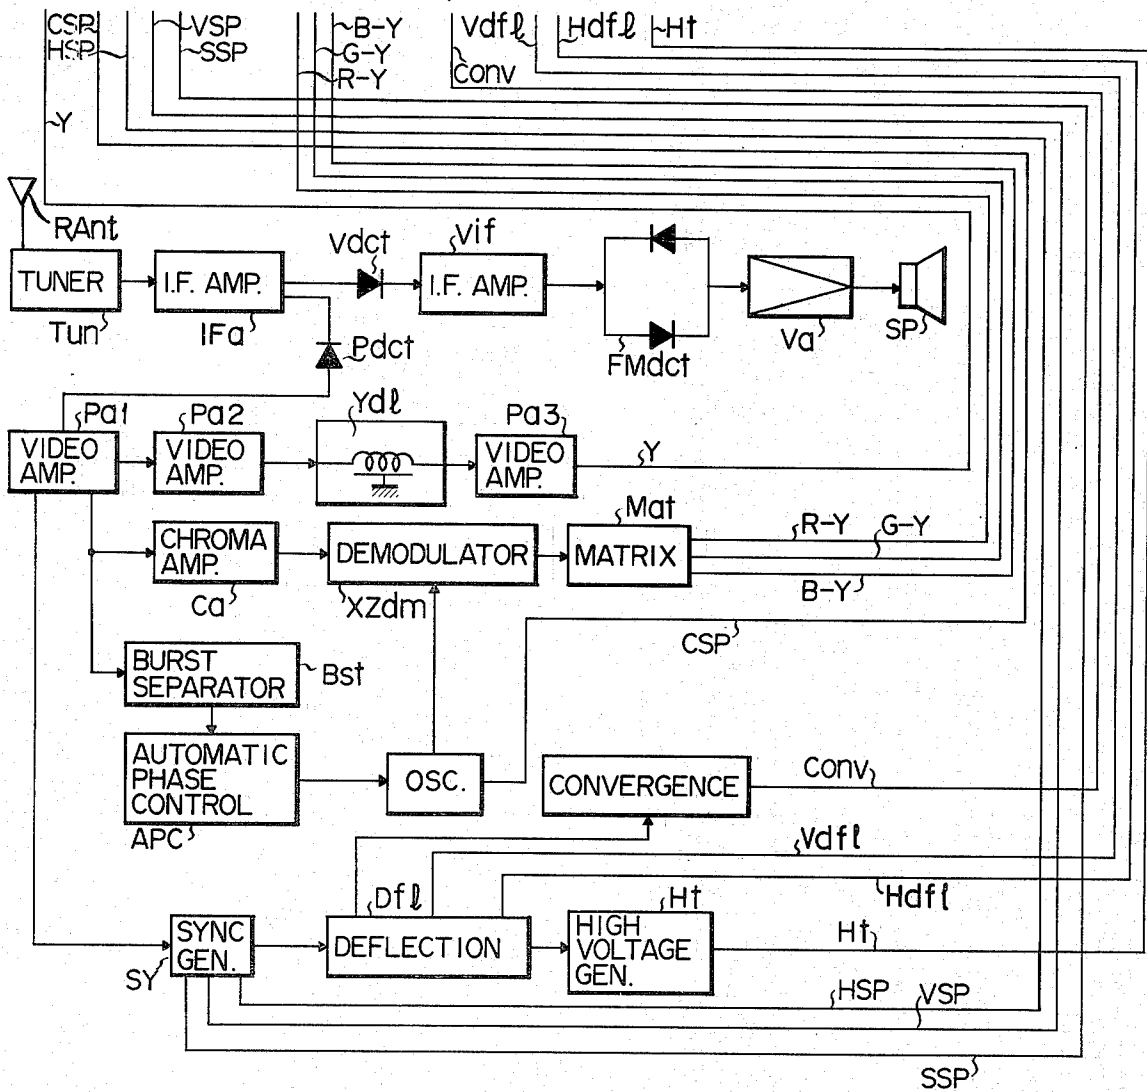 CSP
VSP
B-Y
Vdfl
Hdfl
Ht
HSP
SSP
G-Y
Conv
R-Y
Y
RAnt
Vdct
Vif
TUNER
I.F. AMP.
I.F. AMP.
Tun
IFa
Pdct
FMdct
Va
SP
Pa1
Pa2
Ydl
Pa3
VIDEO
AMP.
VIDEO
AMP.
VIDEO
AMP.
Y
Mat
R-Y
G-Y
CHROMA
AMP.
DEMODULATOR
MATRIX
Ca
XZdm
B-Y
CSP
BURST
SEPARATOR
Bst
AUTOMATIC
PHASE
CONTROL
OSC.
CONVERGENCE
Conv
APC
Vdfl
Dfl
Ht
Hdfl
SYNC
GEN.
DEFLECTION
HIGH
VOLTAGE
GEN.
Ht
SY
HSP
VSP
SSP